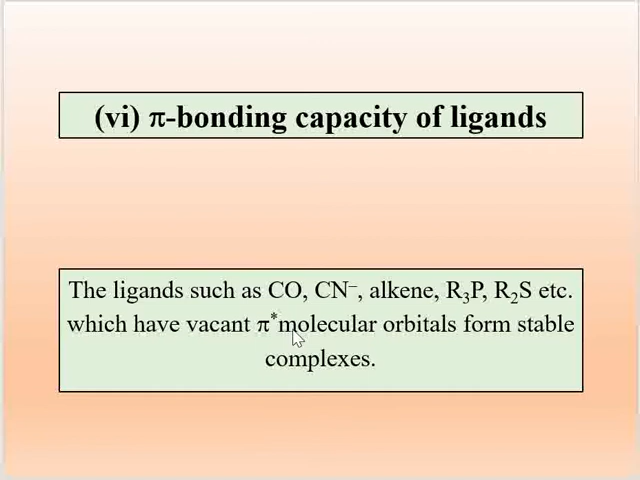 (vi) π-bonding capacity of ligands
The ligands such as CO, CN⁻, alkene, R₃P, R₂S etc.
which have vacant π*molecular orbitals form stable
complexes.